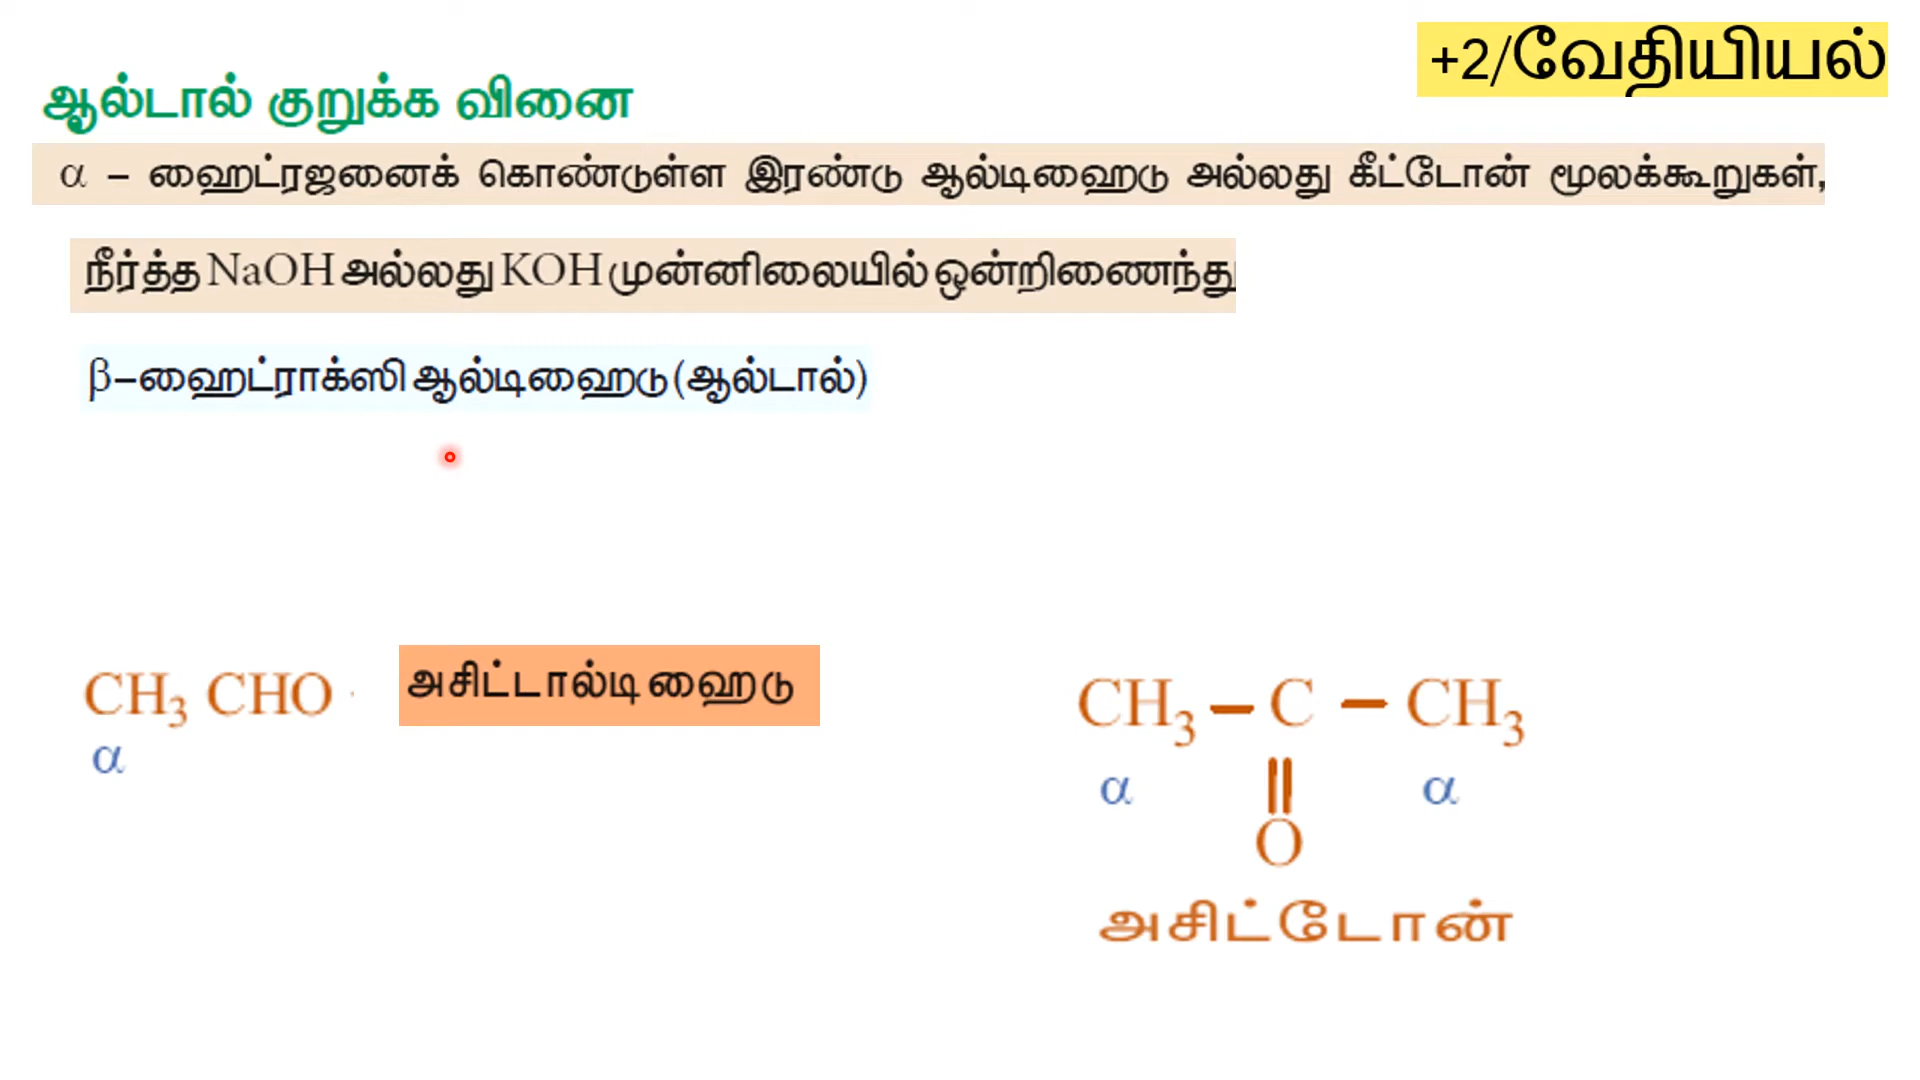 +2/வேதியியல்
ஆல்டால் குறுக்க வினை
α – ஹைட்ரஜனைக் கொண்டுள்ள இரண்டு ஆல்டிஹைடு அல்லது கீட்டோன் மூலக்கூறுகள்,
நீர்த்த NaOH அல்லது KOH முன்னிலையில் ஒன்றிணைந்து
β–ஹைட்ராக்ஸி ஆல்டிஹைடு (ஆல்டால்)
CH₃ CHO
அசிட்டால்டிஹைடு
α
CH₃ – C – CH₃
α α
O
அசிட்டோன்